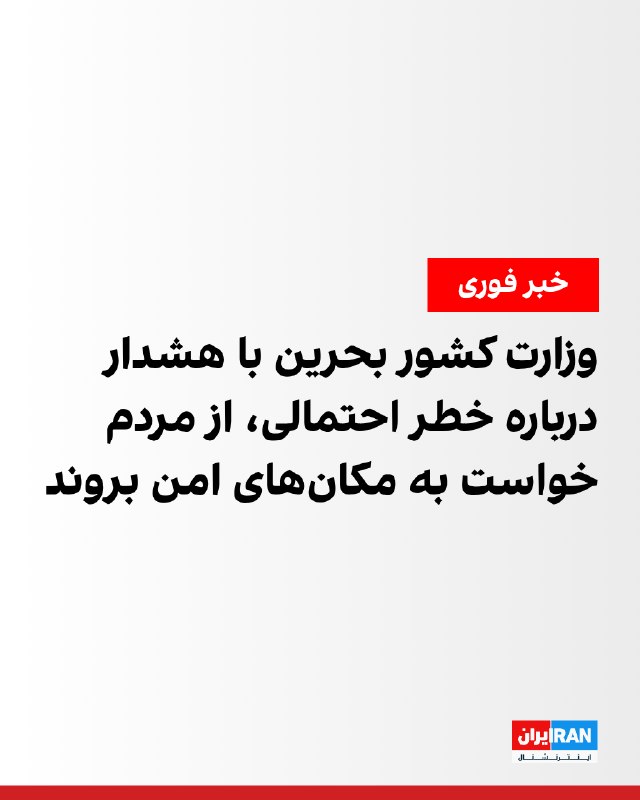 خبر فوری
وزارت کشور بحرین با هشدار
درباره خطر احتمالی، از مردم
خواست به مکان‌های امن بروند
ایران IRAN
اینترنشنال